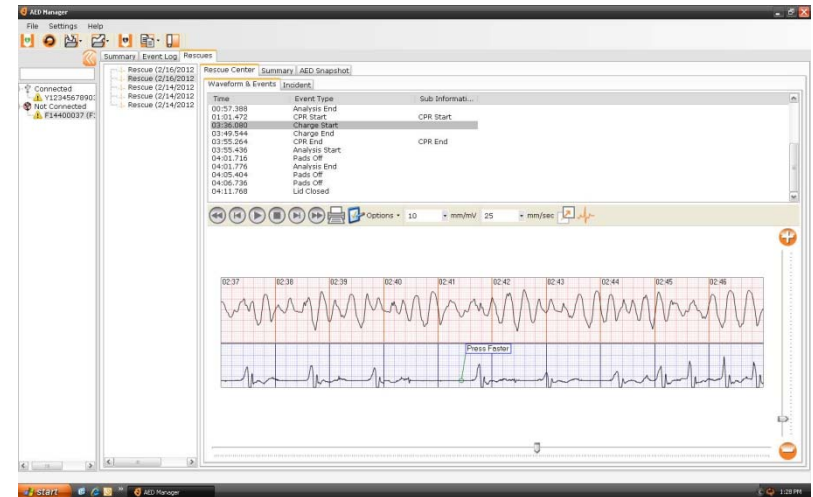 AED Manager
File Settings Help
Summary Event Log Rescues
Rescue (2/16/2012
Rescue (2/16/2012
Rescue (2/14/2012
Rescue (2/14/2012
Rescue (2/14/2012
Connected
Y1234567890:
Not Connected
F14400037 (F:
Rescue Center Summary AED Snapshot
Waveform & Events Incident
Time Event Type Sub Informati...
00:57.388 Analysis End
01:01.472 CPR Start CPR Start
03:36.080 Charge Start
03:49.544 Charge End
03:55.264 CPR End CPR End
03:55.436 Analysis Start
04:01.716 Pads Off
04:01.776 Analysis End
04:05.404 Pads Off
04:06.736 Pads Off
04:11.768 Lid Closed
Options 10 mm/mV 25 mm/sec
02:37 02:38 02:39 02:40 02:41 02:42 02:43 02:44 02:45 02:46
Press Faster
start AED Manager 1:28 PM